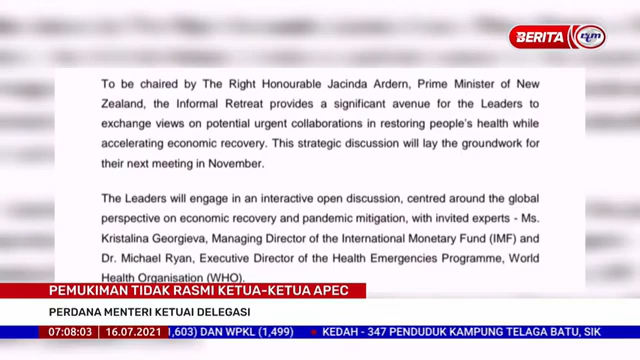 BERITA rtm
To be chaired by The Right Honourable Jacinda Ardern, Prime Minister of New
Zealand, the Informal Retreat provides a significant avenue for the Leaders to
exchange views on potential urgent collaborations in restoring people's health while
accelerating economic recovery. This strategic discussion will lay the groundwork for
their next meeting in November.
The Leaders will engage in an interactive open discussion, centred around the global
perspective on economic recovery and pandemic mitigation, with invited experts - Ms.
Kristalina Georgieva, Managing Director of the International Monetary Fund (IMF) and
Dr. Michael Ryan, Executive Director of the Health Emergencies Programme, World
Health Organisation (WHO).
PEMUKIMAN TIDAK RASMI KETUA-KETUA APEC
PERDANA MENTERI KETUAI DELEGASI
07:08:03 16.07.2021 1,603) DAN WPKL (1,499) KEDAH - 347 PENDUDUK KAMPUNG TELAGA BATU, SIK